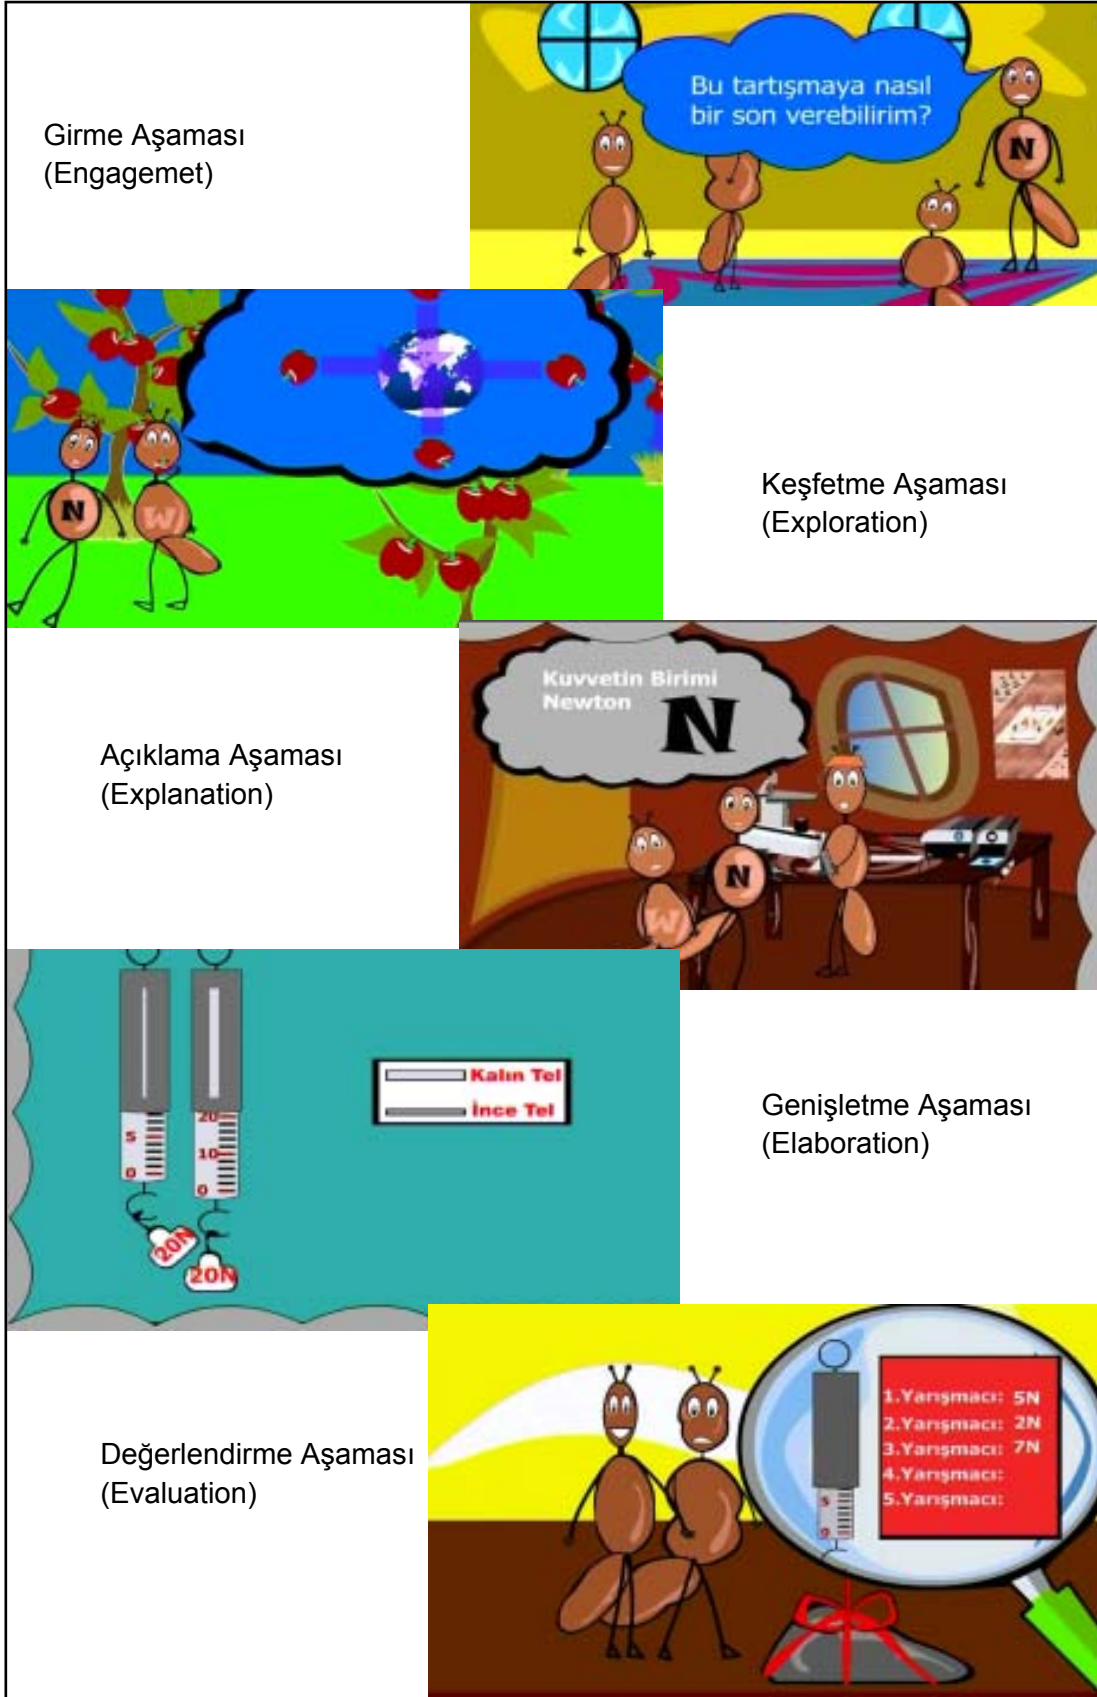 Bu tartışmaya nasıl
bir son verebilirim?
N
Girme Aşaması
(Engagemet)
N
W
Keşfetme Aşaması
(Exploration)
Kuvvetin Birimi
Newton
N
N
W
Açıklama Aşaması
(Explanation)
5
0
20
10
0
20N
20N
Kalın Tel
İnce Tel
Genişletme Aşaması
(Elaboration)
1.Yarışmacı: 5N
2.Yarışmacı: 2N
3.Yarışmacı: 7N
4.Yarışmacı:
5.Yarışmacı:
5
0
Değerlendirme Aşaması
(Evaluation)